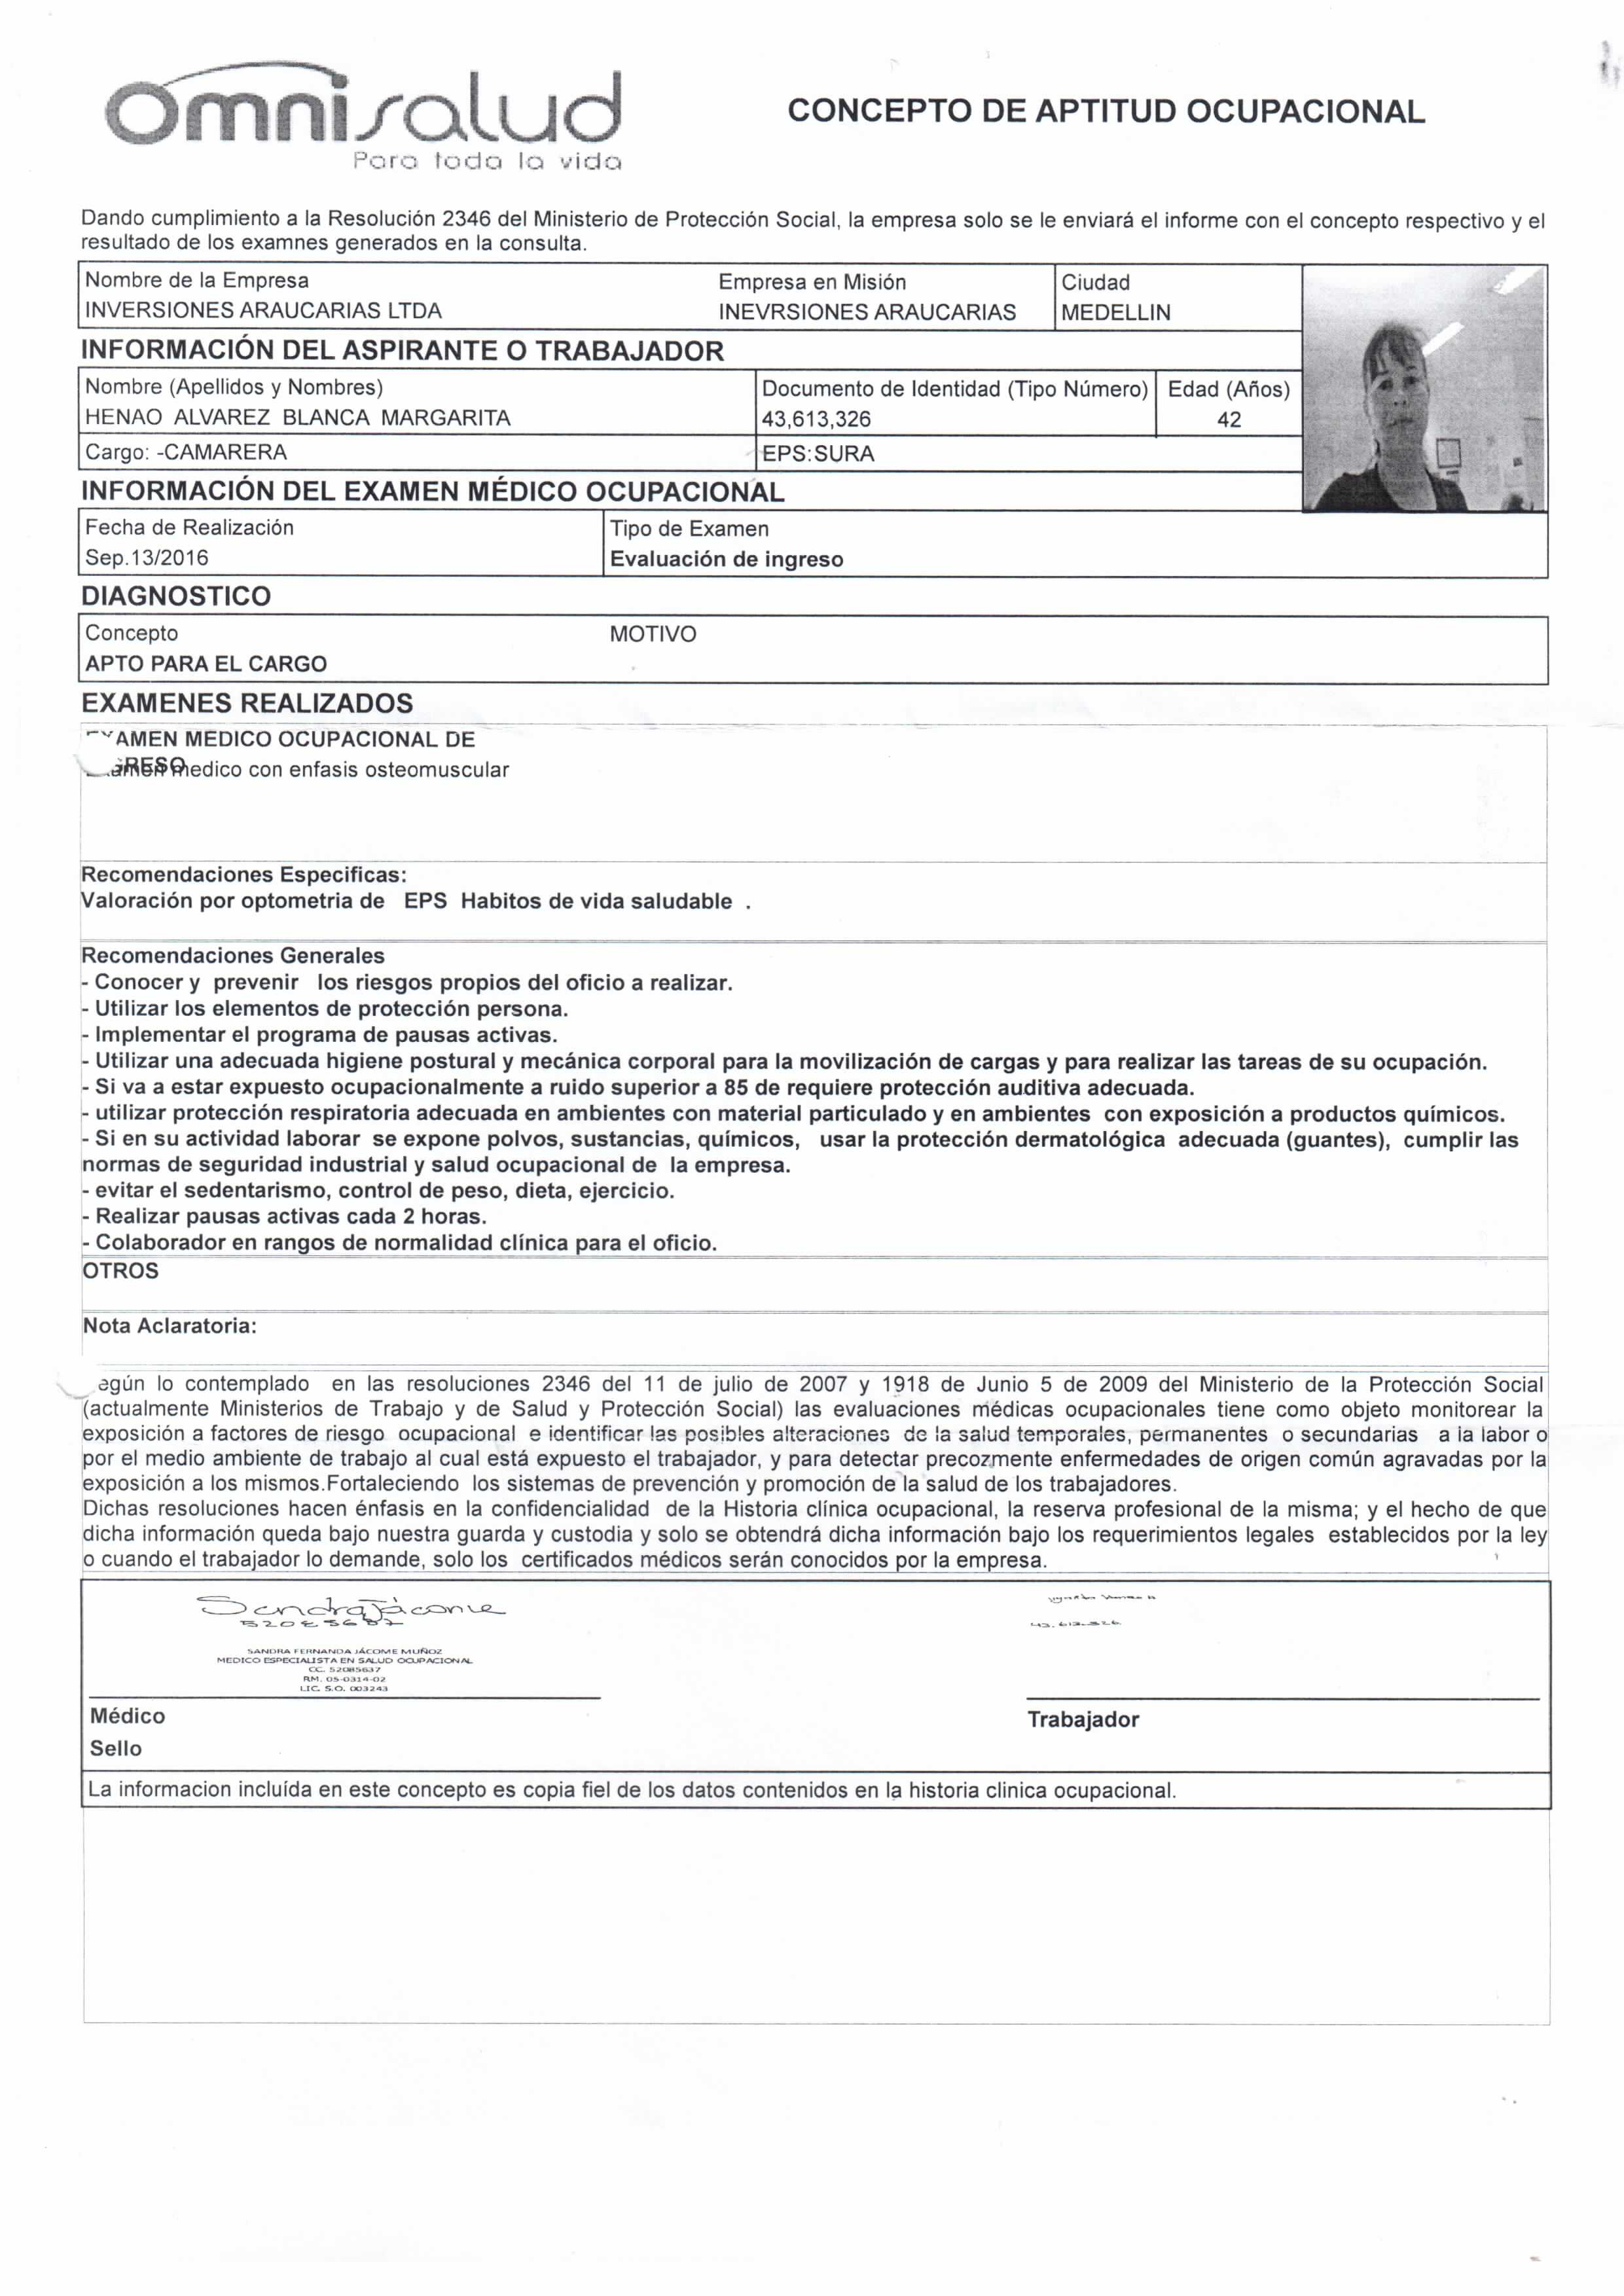 omnisalud
Para toda la vida
CONCEPTO DE APTITUD OCUPACIONAL
Dando cumplimiento a la Resolución 2346 del Ministerio de Protección Social, la empresa solo se le enviará el informe con el concepto respectivo y el
resultado de los examnes generados en la consulta.
Nombre de la Empresa Empresa en Misión Ciudad
INVERSIONES ARAUCARIAS LTDA INEVRSIONES ARAUCARIAS MEDELLIN
INFORMACIÓN DEL ASPIRANTE O TRABAJADOR
Nombre (Apellidos y Nombres) Documento de Identidad (Tipo Número) Edad (Años)
HENAO ALVAREZ BLANCA MARGARITA 43,613,326 42
Cargo: -CAMARERA EPS:SURA
INFORMACIÓN DEL EXAMEN MÉDICO OCUPACIONAL
Fecha de Realización Tipo de Examen
Sep.13/2016 Evaluación de ingreso
DIAGNOSTICO
Concepto MOTIVO
APTO PARA EL CARGO
EXAMENES REALIZADOS
AMEN MEDICO OCUPACIONAL DE
GRESO
medico con enfasis osteomuscular
Recomendaciones Especificas:
Valoración por optometria de EPS Habitos de vida saludable .
Recomendaciones Generales
- Conocer y prevenir los riesgos propios del oficio a realizar.
- Utilizar los elementos de protección persona.
- Implementar el programa de pausas activas.
- Utilizar una adecuada higiene postural y mecánica corporal para la movilización de cargas y para realizar las tareas de su ocupación.
- Si va a estar expuesto ocupacionalmente a ruido superior a 85 de requiere protección auditiva adecuada.
- utilizar protección respiratoria adecuada en ambientes con material particulado y en ambientes con exposición a productos químicos.
- Si en su actividad laborar se expone polvos, sustancias, químicos, usar la protección dermatológica adecuada (guantes), cumplir las
normas de seguridad industrial y salud ocupacional de la empresa.
- evitar el sedentarismo, control de peso, dieta, ejercicio.
- Realizar pausas activas cada 2 horas.
- Colaborador en rangos de normalidad clínica para el oficio.
OTROS
Nota Aclaratoria:
egún lo contemplado en las resoluciones 2346 del 11 de julio de 2007 y 1918 de Junio 5 de 2009 del Ministerio de la Protección Social
(actualmente Ministerios de Trabajo y de Salud y Protección Social) las evaluaciones médicas ocupacionales tiene como objeto monitorear la
exposición a factores de riesgo ocupacional e identificar las posibles alteraciones de la salud temporales, permanentes o secundarias a la labor o
por el medio ambiente de trabajo al cual está expuesto el trabajador, y para detectar precozmente enfermedades de origen común agravadas por la
exposición a los mismos.Fortaleciendo los sistemas de prevención y promoción de la salud de los trabajadores.
Dichas resoluciones hacen énfasis en la confidencialidad de la Historia clínica ocupacional, la reserva profesional de la misma; y el hecho de que
dicha información queda bajo nuestra guarda y custodia y solo se obtendrá dicha información bajo los requerimientos legales establecidos por la ley
o cuando el trabajador lo demande, solo los certificados médicos serán conocidos por la empresa.
Sandra Jácome
52085687
43.613.326
SANDRA FERNANDA JÁCOME MUÑOZ
MEDICO ESPECIALISTA EN SALUD OCUPACIONAL
CC. 52085637
RM. 05-0314-02
LIC. S.O. 003243
Médico Trabajador
Sello
La informacion incluída en este concepto es copia fiel de los datos contenidos en la historia clinica ocupacional.